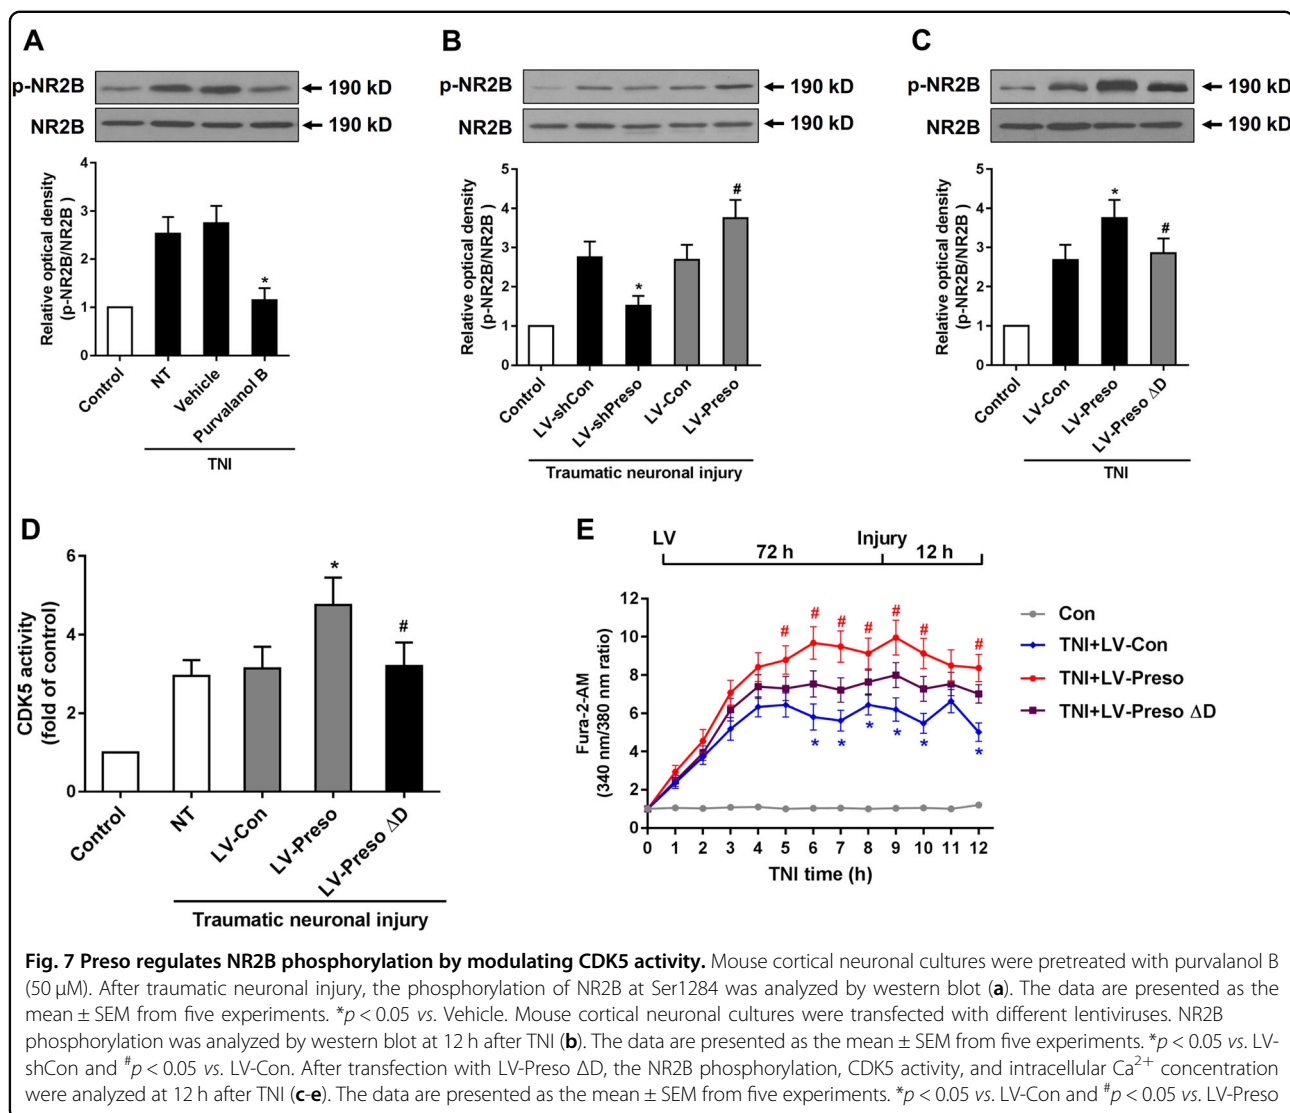 A
p-NR2B
190 kD
NR2B
190 kD
Relative optical density
(p-NR2B/NR2B)
4
3
2
1
0
*
Control
NT
Vehicle
Purvalanol B
TNI
B
p-NR2B
190 kD
NR2B
190 kD
Relative optical density
(p-NR2B/NR2B)
5
4
3
2
1
0
*
#
Control
LV-shCon
LV-shPreso
LV-Con
LV-Preso
Traumatic neuronal injury
C
p-NR2B
190 kD
NR2B
190 kD
Relative optical density
(p-NR2B/NR2B)
5
4
3
2
1
0
*
#
Control
LV-Con
LV-Preso
LV-Preso ΔD
TNI
D
CDK5 activity
(fold of control)
6
4
2
0
*
#
Control
NT
LV-Con
LV-Preso
LV-Preso ΔD
Traumatic neuronal injury
E
LV
72 h
Injury
12 h
Fura-2-AM
(340 nm/380 nm ratio)
12
10
8
6
4
2
0
# # # # # # #
* * * * * *
0 1 2 3 4 5 6 7 8 9 10 11 12
TNI time (h)
Con
TNI+LV-Con
TNI+LV-Preso
TNI+LV-Preso ΔD
Fig. 7 Preso regulates NR2B phosphorylation by modulating CDK5 activity. Mouse cortical neuronal cultures were pretreated with purvalanol B
(50 μM). After traumatic neuronal injury, the phosphorylation of NR2B at Ser1284 was analyzed by western blot (a). The data are presented as the
mean ± SEM from five experiments. *p < 0.05 vs. Vehicle. Mouse cortical neuronal cultures were transfected with different lentiviruses. NR2B
phosphorylation was analyzed by western blot at 12 h after TNI (b). The data are presented as the mean ± SEM from five experiments. *p < 0.05 vs. LV-
shCon and #p < 0.05 vs. LV-Con. After transfection with LV-Preso ΔD, the NR2B phosphorylation, CDK5 activity, and intracellular Ca2+ concentration
were analyzed at 12 h after TNI (c-e). The data are presented as the mean ± SEM from five experiments. *p < 0.05 vs. LV-Con and #p < 0.05 vs. LV-Preso